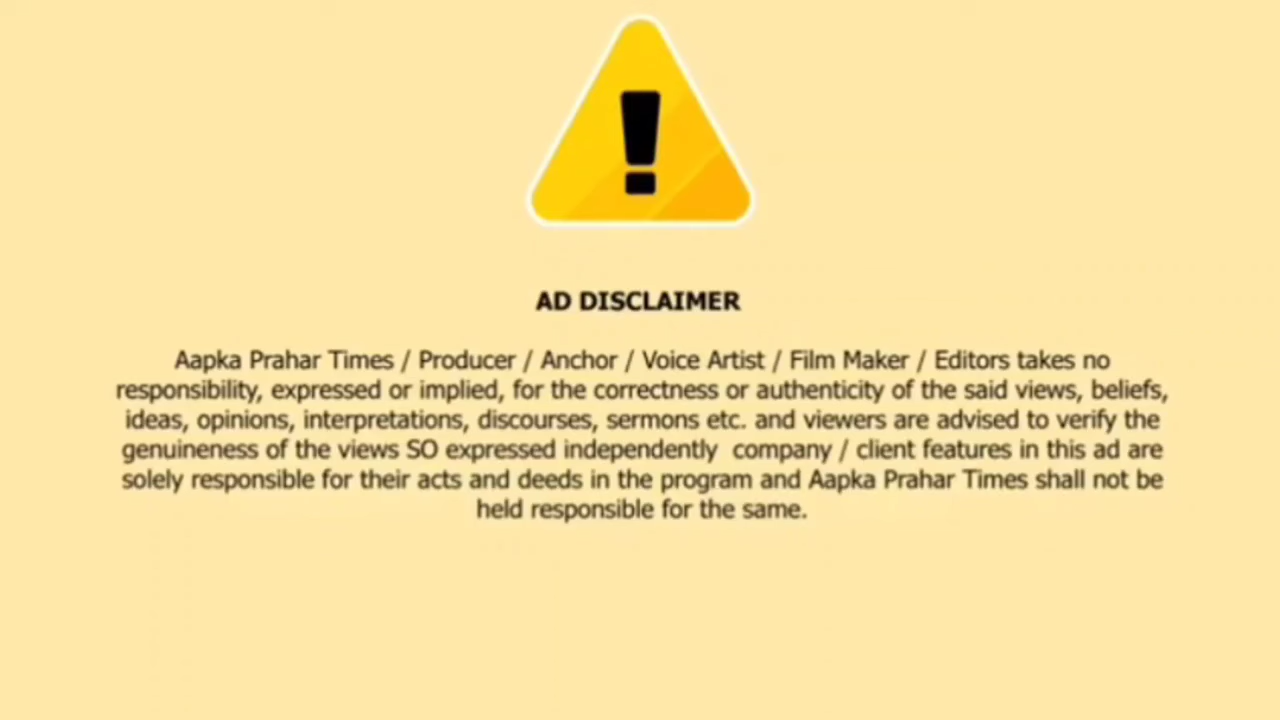 AD DISCLAIMER
Aapka Prahar Times / Producer / Anchor / Voice Artist / Film Maker / Editors takes no
responsibility, expressed or implied, for the correctness or authenticity of the said views, beliefs,
ideas, opinions, interpretations, discourses, sermons etc. and viewers are advised to verify the
genuineness of the views SO expressed independently  company / client features in this ad are
solely responsible for their acts and deeds in the program and Aapka Prahar Times shall not be
held responsible for the same.